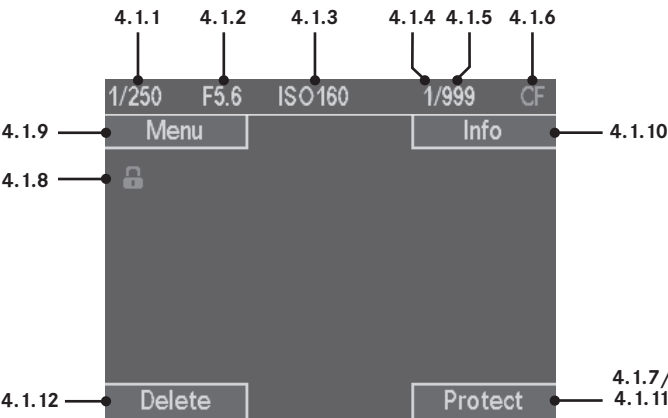 4.1.1 4.1.2 4.1.3 4.1.4 4.1.5 4.1.6
1/250 F5.6 ISO160 1/999 CF
4.1.9 Menu Info 4.1.10
4.1.8
4.1.7/
4.1.12 Delete Protect 4.1.11